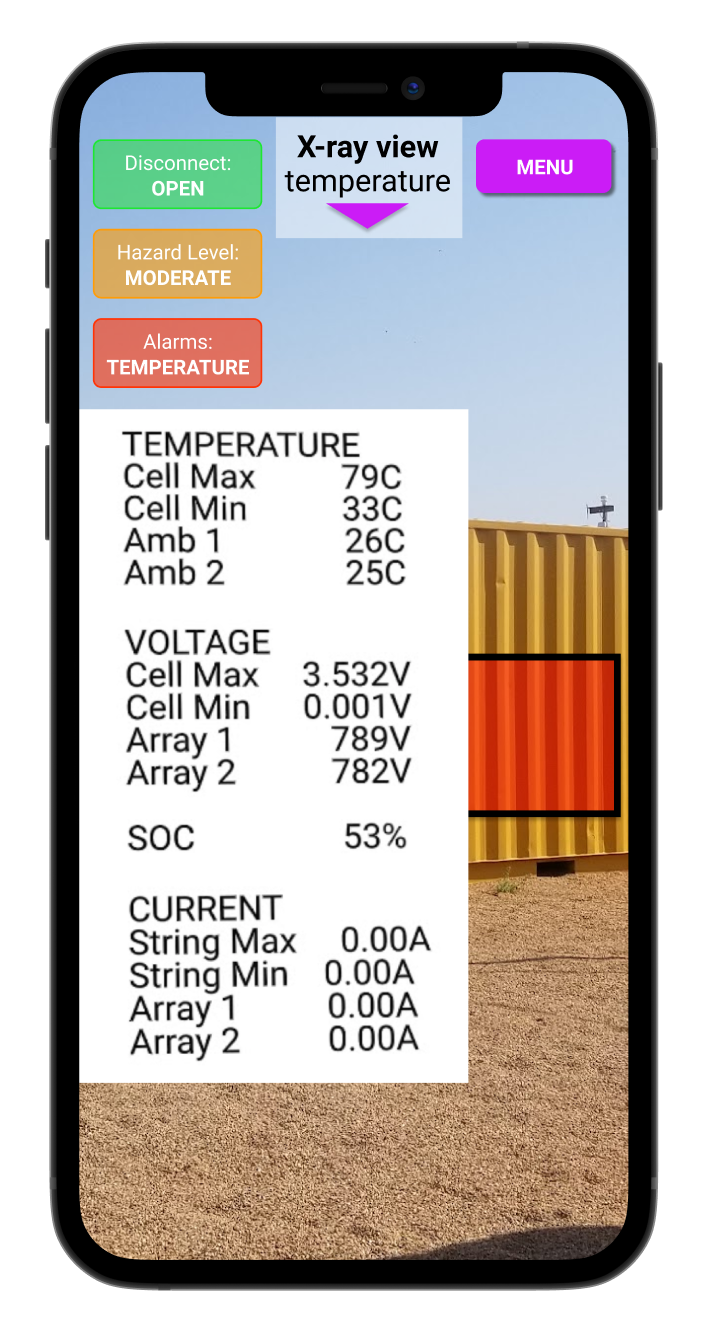 Disconnect:
OPEN
X-ray view
temperature
MENU
Hazard Level:
MODERATE
Alarms:
TEMPERATURE
TEMPERATURE
Cell Max 79C
Cell Min 33C
Amb 1 26C
Amb 2 25C
VOLTAGE
Cell Max 3.532V
Cell Min 0.001V
Array 1 789V
Array 2 782V
SOC 53%
CURRENT
String Max 0.00A
String Min 0.00A
Array 1 0.00A
Array 2 0.00A